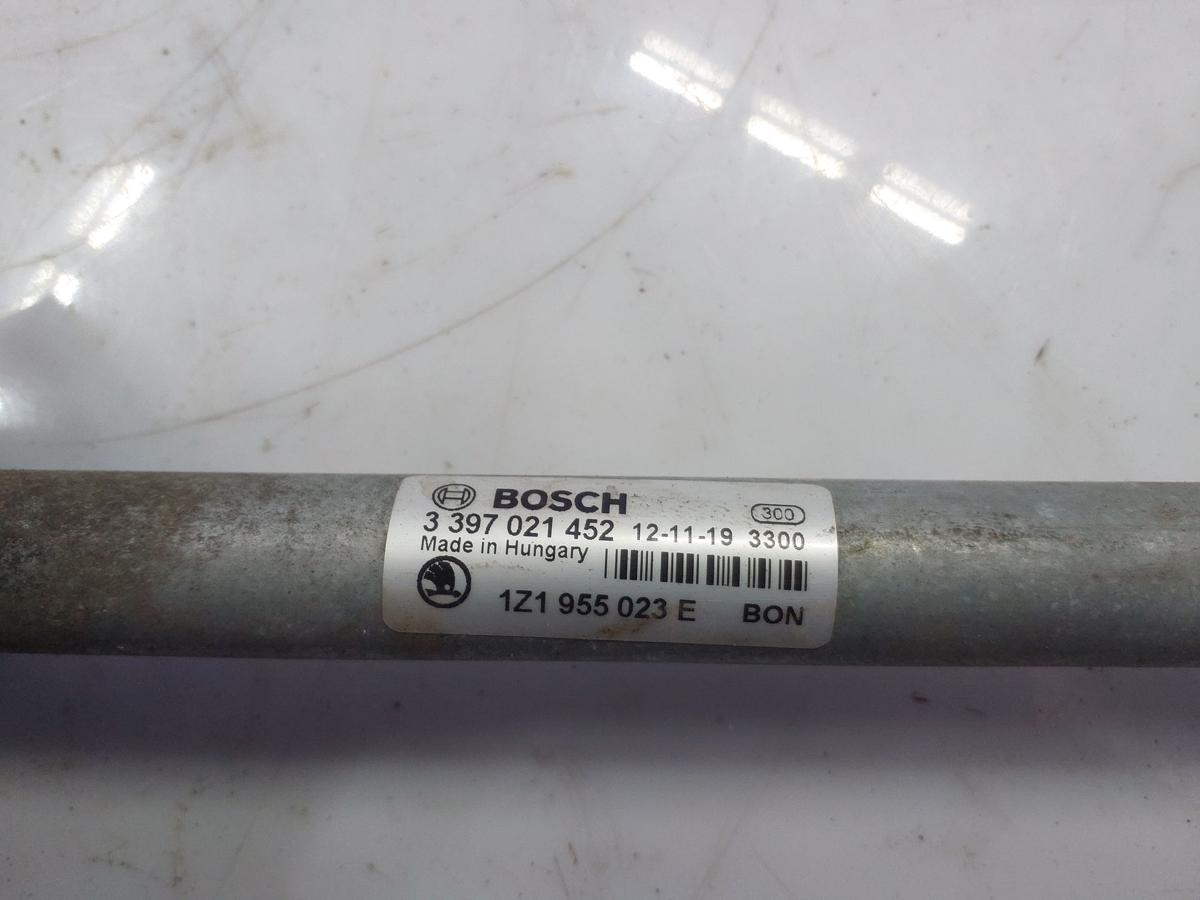 BOSCH 300
3 397 021 452 12-11-19 3300
Made in Hungary
1Z1 955 023 E BON